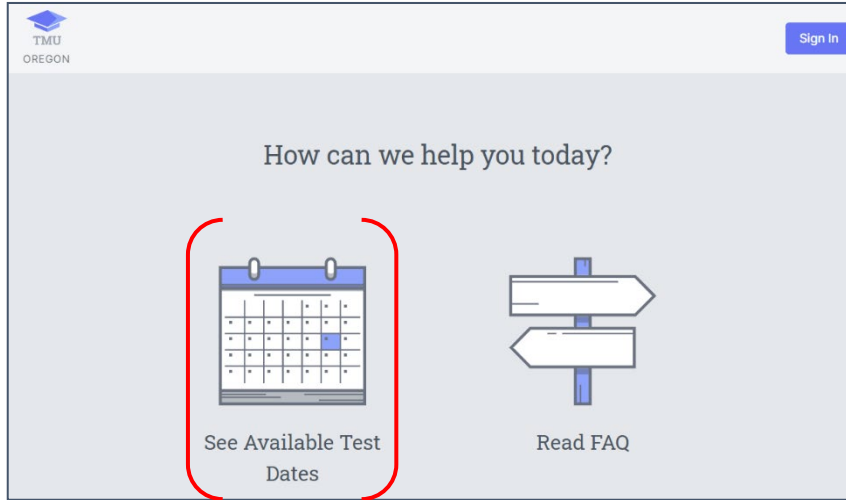 TMU
OREGON
Sign In
How can we help you today?
See Available Test
Dates
Read FAQ